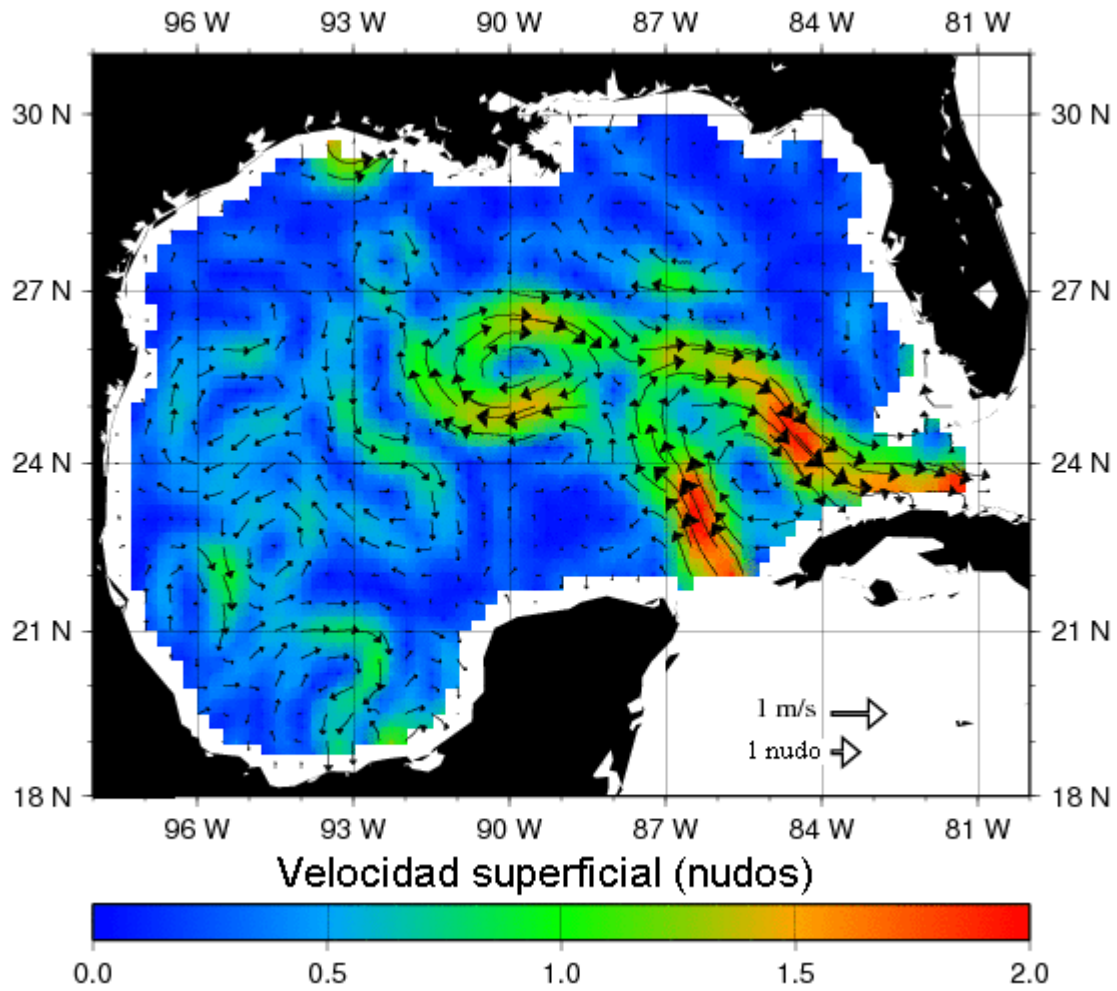 96 W 93 W 90 W 87 W 84 W 81 W
30 N 30 N
27 N 27 N
24 N 24 N
21 N 21 N
1 m/s
1 nudo
18 N 18 N
96 W 93 W 90 W 87 W 84 W 81 W
Velocidad superficial (nudos)
0.0 0.5 1.0 1.5 2.0